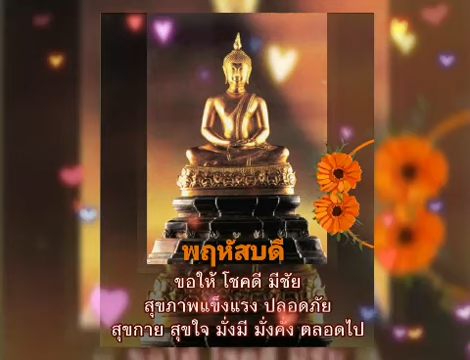 พฤหัสบดี
ขอให้ โชคดี มีชัย
สุขภาพแข็งแรง ปลอดภัย
สุขกาย สุขใจ มั่งมี มั่งคง ตลอดไป